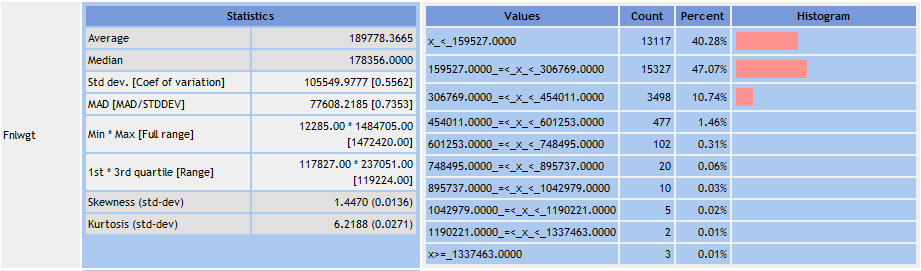 Fnlwgt
Statistics
Average 189778.3665
Median 178356.0000
Std dev. [Coef of variation] 105549.9777 [0.5562]
MAD [MAD/STDDEV] 77608.2185 [0.7353]
Min * Max [Full range] 12285.00 * 1484705.00
[1472420.00]
1st * 3rd quartile [Range] 117827.00 * 237051.00
[119224.00]
Skewness (std-dev) 1.4470 (0.0136)
Kurtosis (std-dev) 6.2188 (0.0271)
Values Count Percent Histogram
x_<_159527.0000 13117 40.28%
159527.0000_=<_x_<_306769.0000 15327 47.07%
306769.0000_=<_x_<_454011.0000 3498 10.74%
454011.0000_=<_x_<_601253.0000 477 1.46%
601253.0000_=<_x_<_748495.0000 102 0.31%
748495.0000_=<_x_<_895737.0000 20 0.06%
895737.0000_=<_x_<_1042979.0000 10 0.03%
1042979.0000_=<_x_<_1190221.0000 5 0.02%
1190221.0000_=<_x_<_1337463.0000 2 0.01%
x>=_1337463.0000 3 0.01%